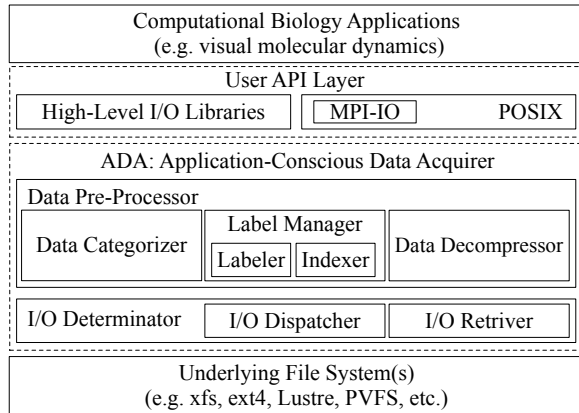 Computational Biology Applications
(e.g. visual molecular dynamics)
User API Layer
High-Level I/O Libraries
MPI-IO
POSIX
ADA: Application-Conscious Data Acquirer
Data Pre-Processor
Data Categorizer
Label Manager
Labeler
Indexer
Data Decompressor
I/O Determinator
I/O Dispatcher
I/O Retriver
Underlying File System(s)
(e.g. xfs, ext4, Lustre, PVFS, etc.)